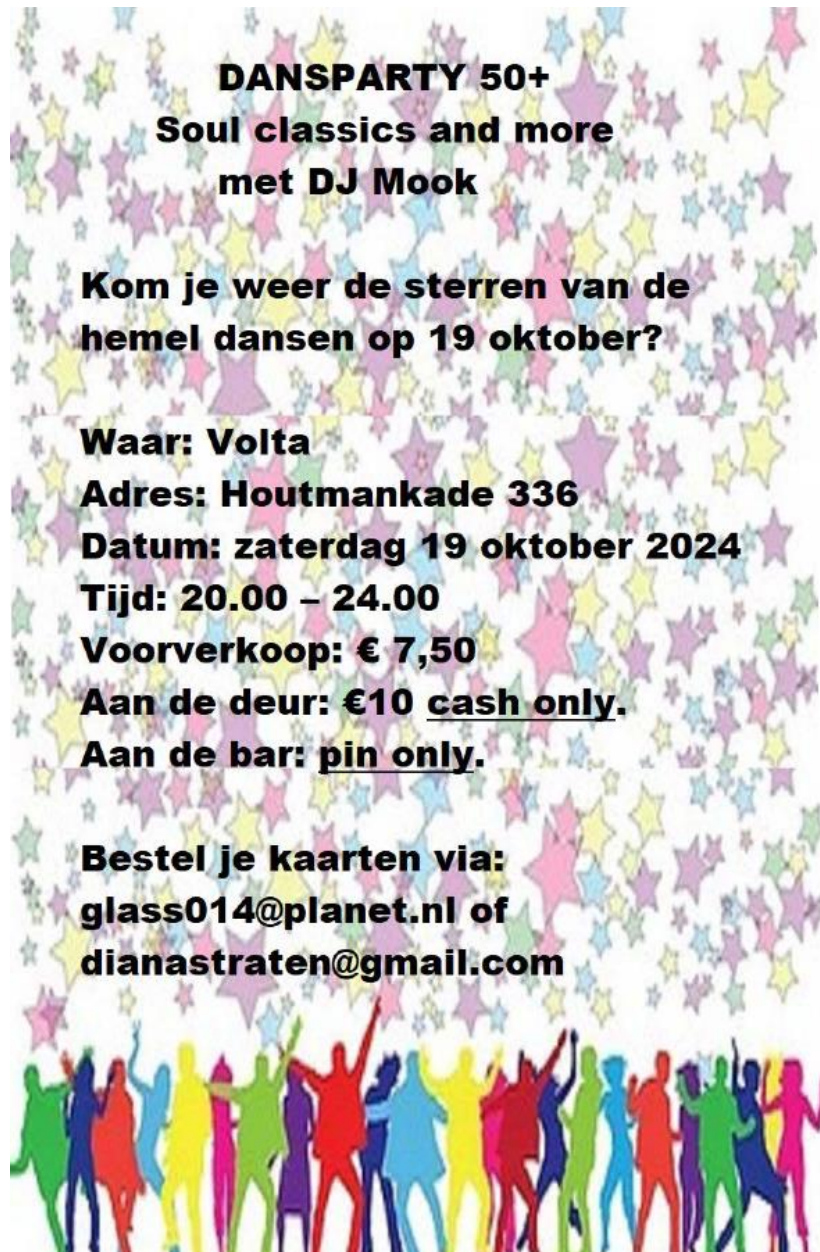 DANSPARTY 50+
Soul classics and more
met DJ Mook
Kom je weer de sterren van de
hemel dansen op 19 oktober?
Waar: Volta
Adres: Houtmankade 336
Datum: zaterdag 19 oktober 2024
Tijd: 20.00 – 24.00
Voorverkoop: € 7,50
Aan de deur: €10 cash only.
Aan de bar: pin only.
Bestel je kaarten via:
glass014@planet.nl of
dianastraten@gmail.com